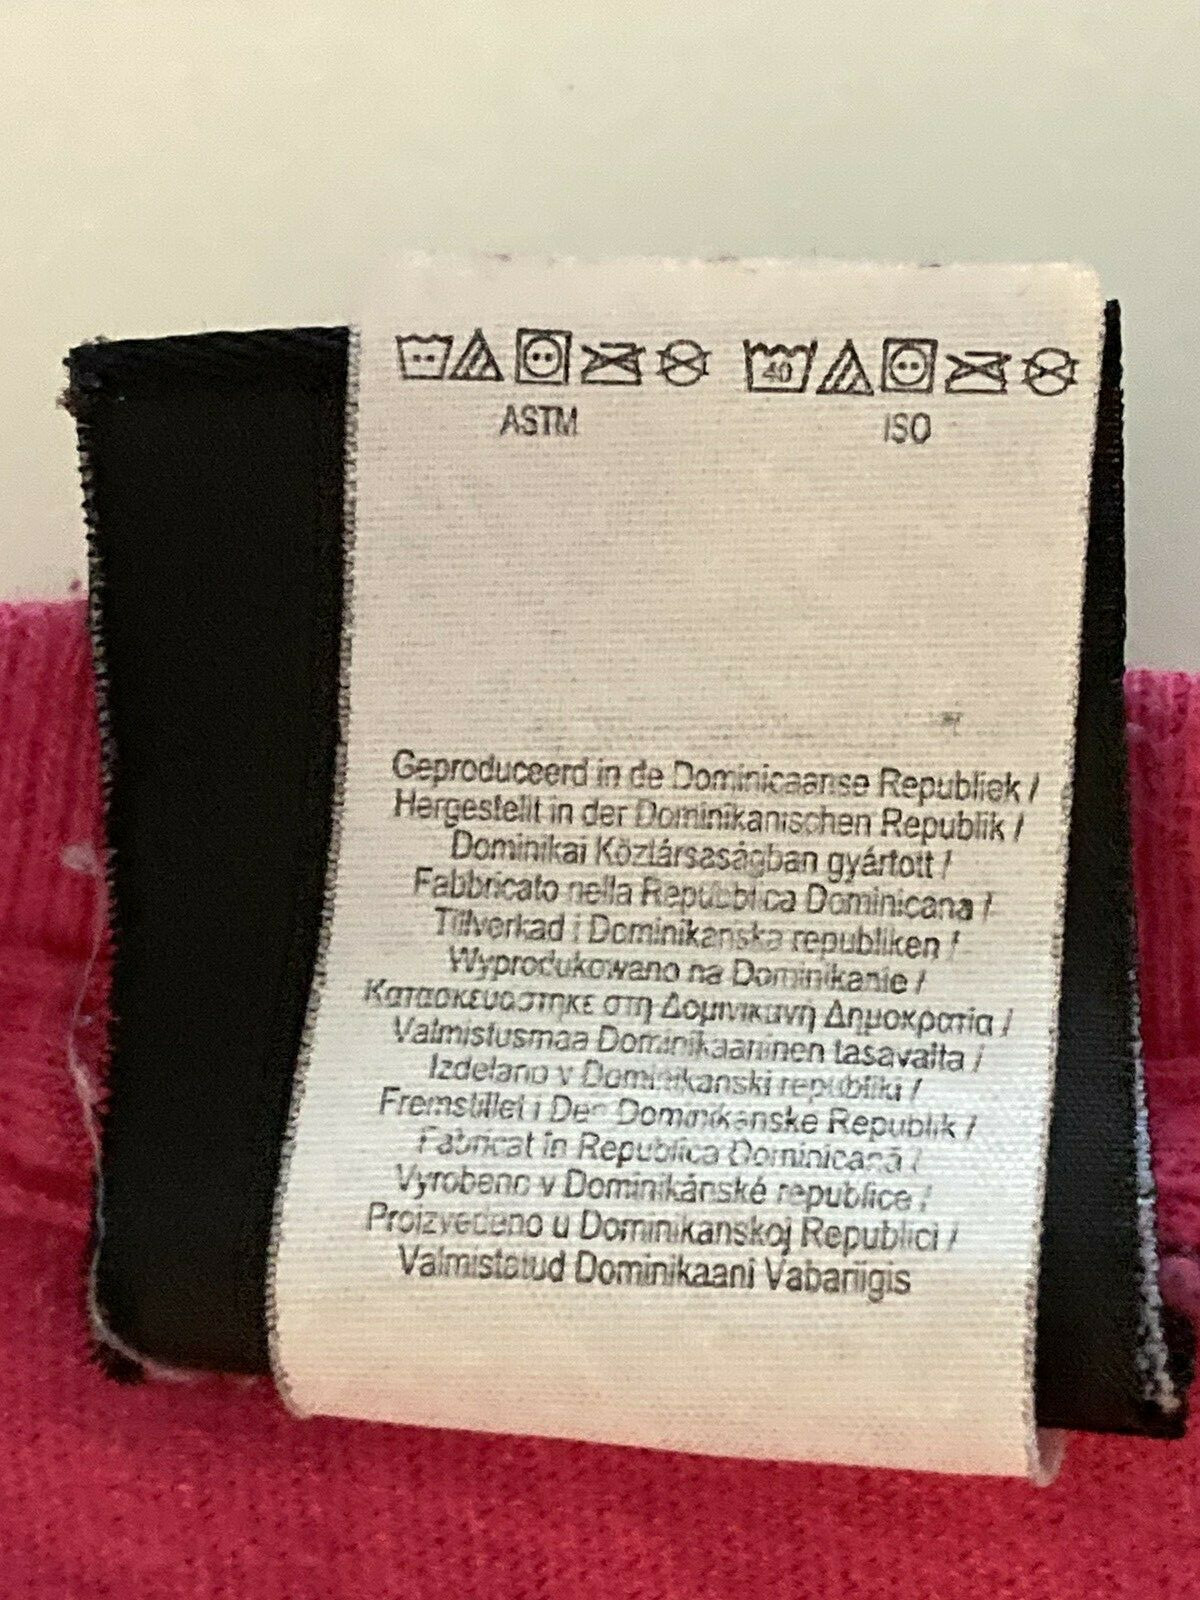 40
ASTM
ISO
Geproduceerd in de Dominicaanse Republiek /
Hergestellt in der Dominikanischen Republik /
Dominikai Köztársaságban gyártott /
Fabbricato nella Repubblica Dominicana /
Tillverkad i Dominikanska republiken /
Wyprodukowano na Dominikanie /
Κατασκευάστηκε στη Δομινικανή Δημοκρατία /
Valmistusmaa Dominikaaninen tasavalta /
Izdelano v Dominikanski republiki /
Fremstillet i Den Dominikanske Republik /
Fabricat în Republica Dominicană /
Vyrobeno v Dominikánské republice /
Proizvedeno u Dominikanskoj Republici /
Valmistatud Dominikaani Vabariigis